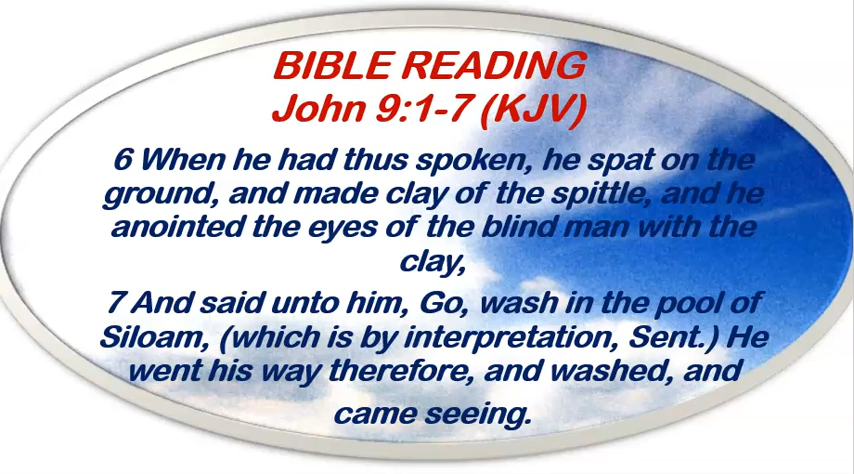 BIBLE READING
John 9:1-7 (KJV)
6 When he had thus spoken, he spat on the
ground, and made clay of the spittle, and he
anointed the eyes of the blind man with the
clay,
7 And said unto him, Go, wash in the pool of
Siloam, (which is by interpretation, Sent.) He
went his way therefore, and washed, and
came seeing.